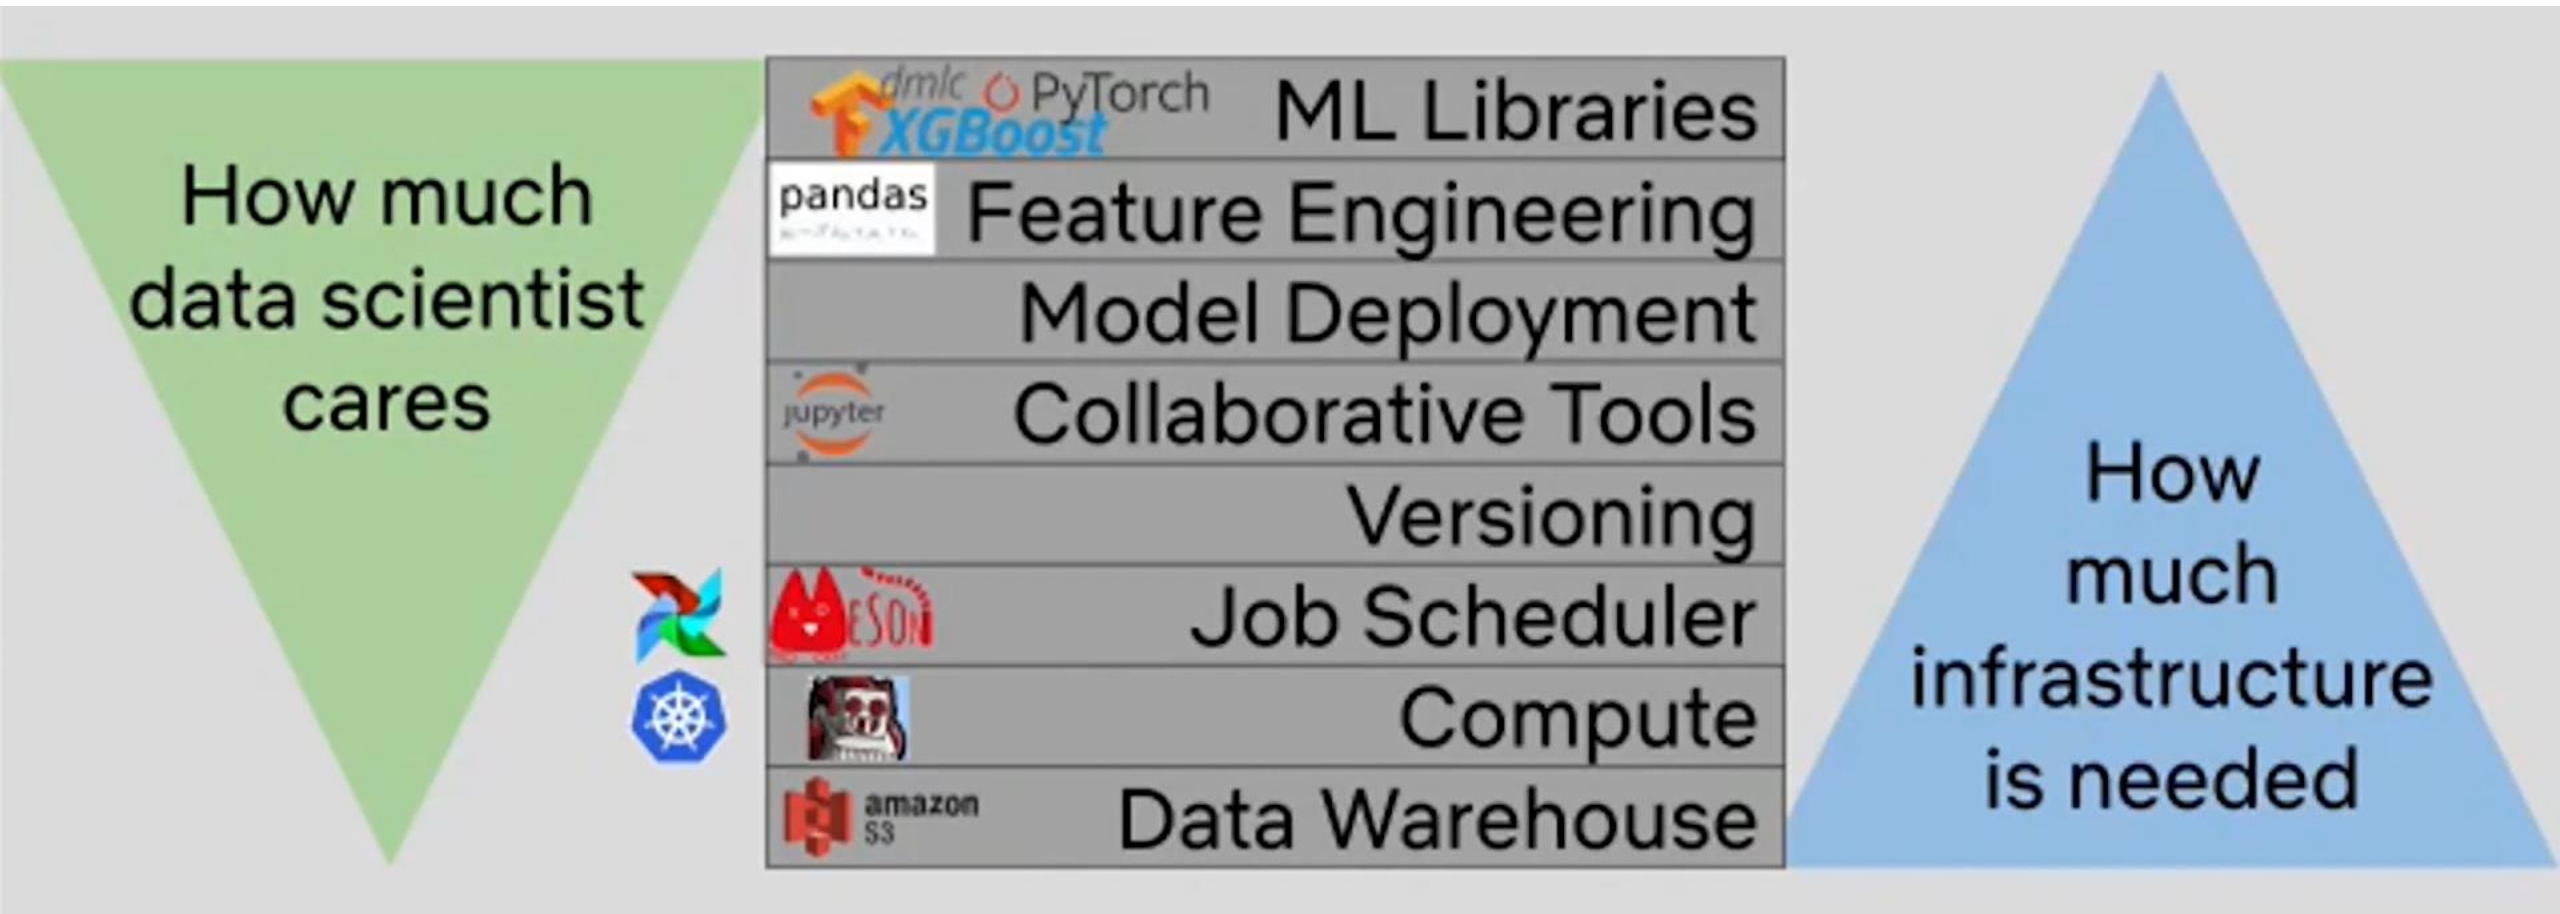 How much
data scientist
cares
dmlc
XGBoost
PyTorch
ML Libraries
pandas
Feature Engineering
Model Deployment
jupyter
Collaborative Tools
Versioning
MESON
Job Scheduler
Compute
amazon
S3
Data Warehouse
How
much
infrastructure
is needed